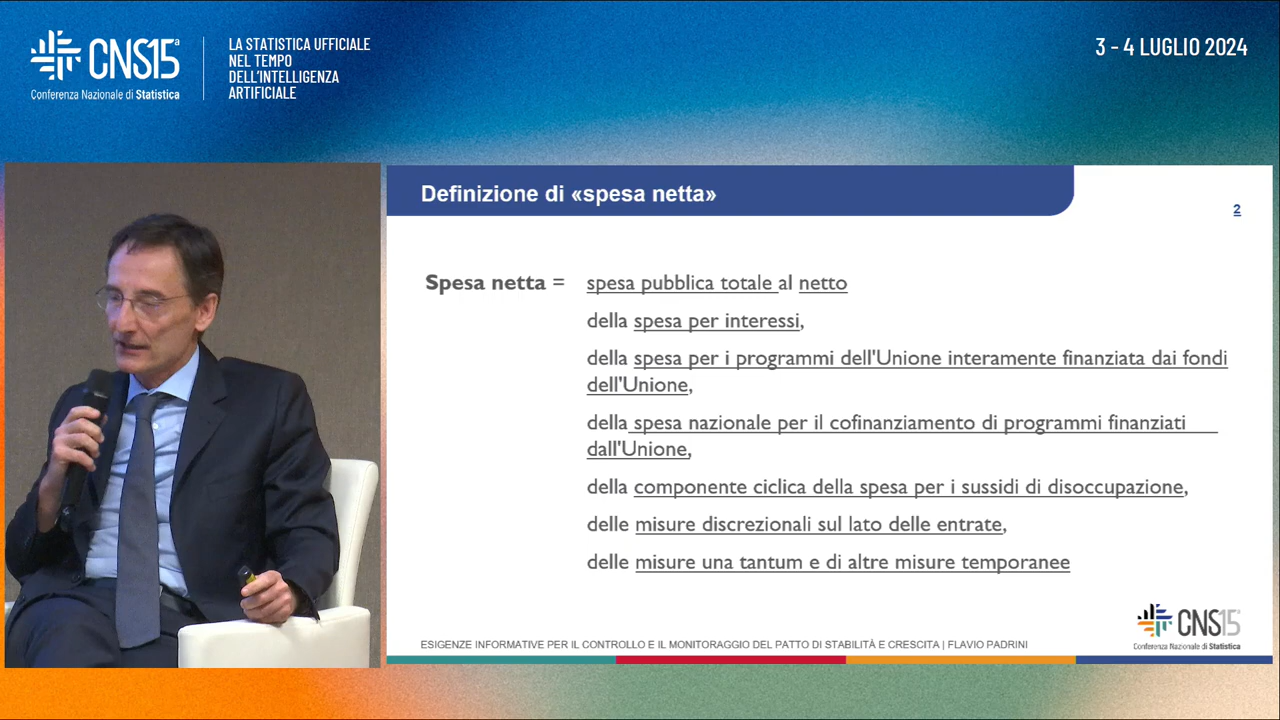 CNS15ª
Conferenza Nazionale di Statistica
LA STATISTICA UFFICIALE
NEL TEMPO
DELL'INTELLIGENZA
ARTIFICIALE
3 - 4 LUGLIO 2024
Definizione di «spesa netta»
2
Spesa netta = spesa pubblica totale al netto
della spesa per interessi,
della spesa per i programmi dell'Unione interamente finanziata dai fondi
dell'Unione,
della spesa nazionale per il cofinanziamento di programmi finanziati
dall'Unione,
della componente ciclica della spesa per i sussidi di disoccupazione,
delle misure discrezionali sul lato delle entrate,
delle misure una tantum e di altre misure temporanee
ESIGENZE INFORMATIVE PER IL CONTROLLO E IL MONITORAGGIO DEL PATTO DI STABILITÀ E CRESCITA | FLAVIO PADRINI
CNS15ª
Conferenza Nazionale di Statistica